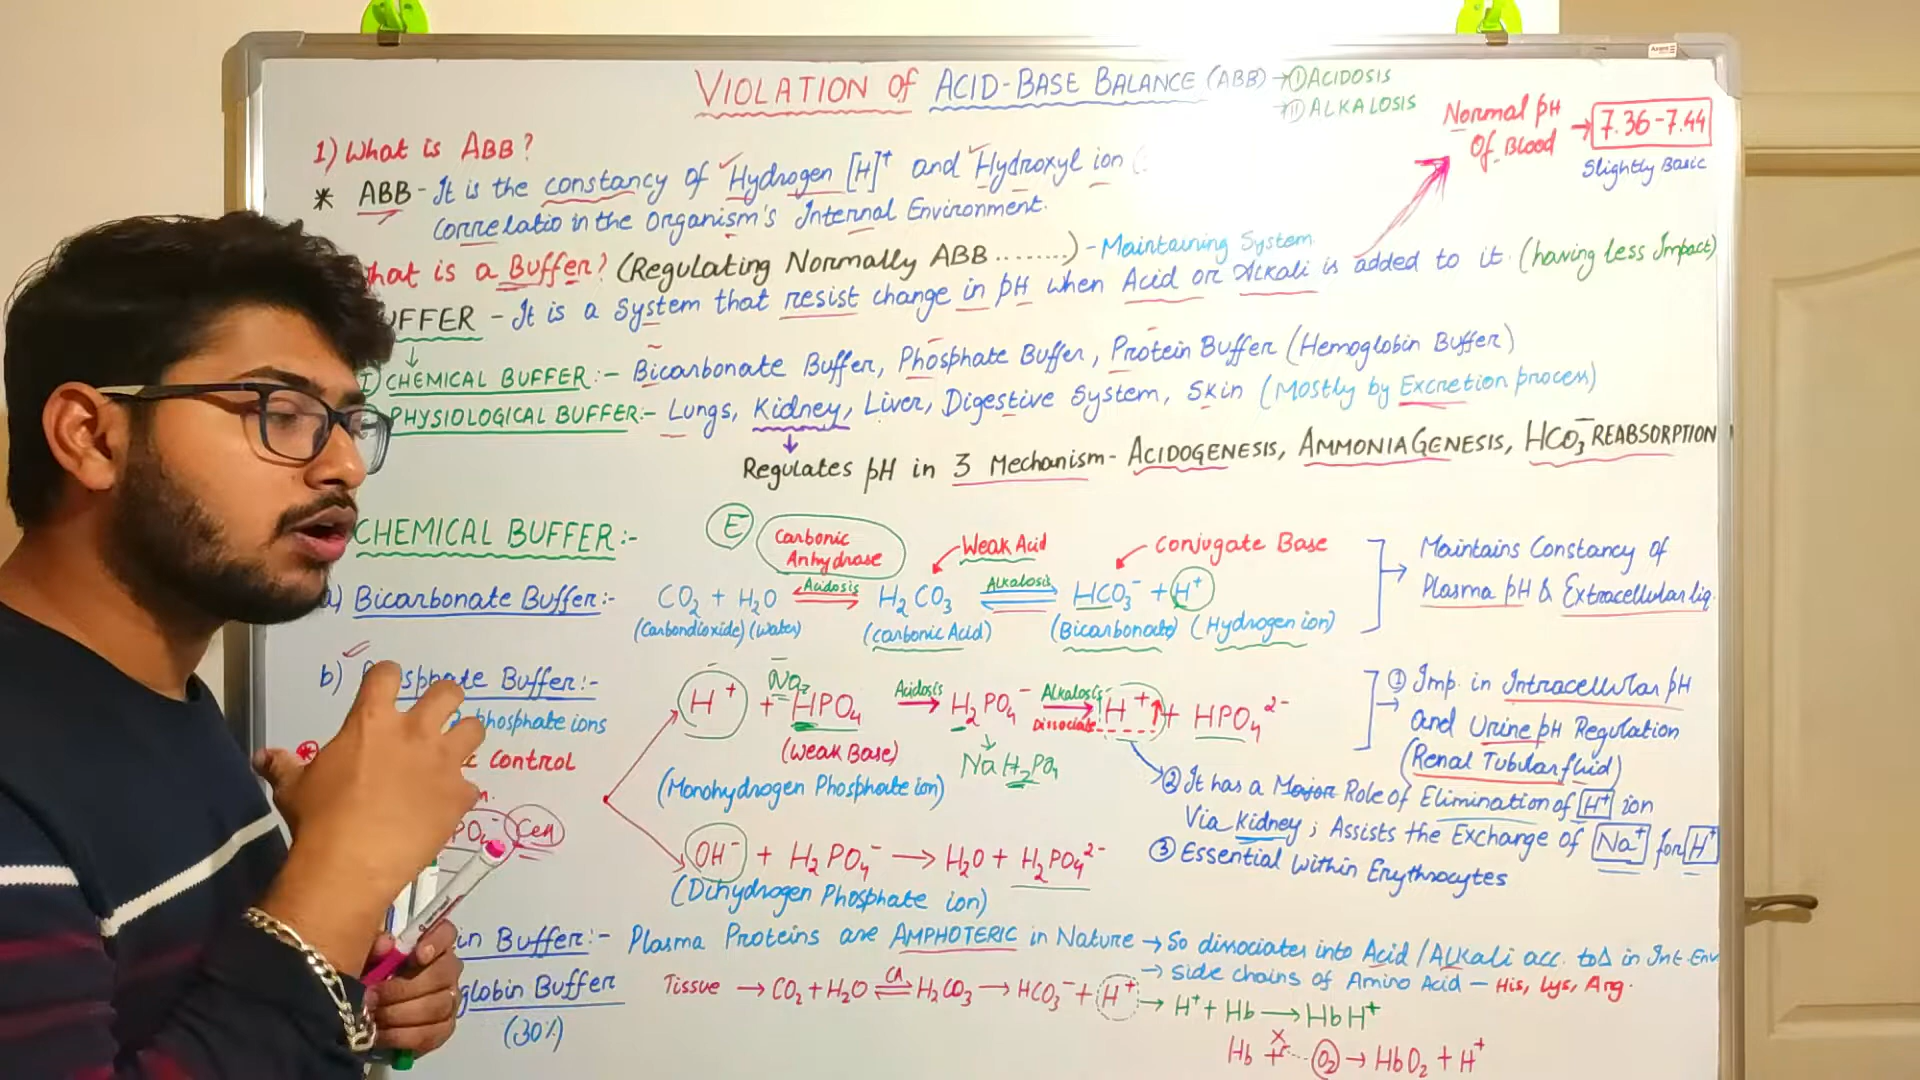 VIOLATION OF ACID-BASE BALANCE (ABB) → I) ACIDOSIS
→ II) ALKALOSIS
Normal pH Of Blood → 7.36-7.44
Slightly Basic
1) What is ABB?
* ABB - It is the constancy of Hydrogen [H]+ and Hydroxyl ion (
Correlatio in the Organism's Internal Environment.
hat is a Buffer? (Regulating Normally ABB ........) - Maintaining System
UFFER - It is a System that resist change in pH when Acid or Alkali is added to it (having less Impact)
↓
I) CHEMICAL BUFFER:- Bicarbonate Buffer, Phosphate Buffer, Protein Buffer (Hemoglobin Buffer)
PHYSIOLOGICAL BUFFER:- Lungs, Kidney, Liver, Digestive System, Skin (Mostly by Excretion process)
↓
Regulates pH in 3 Mechanism - ACIDOGENESIS, AMMONIAGENESIS, HCO3- REABSORPTION
CHEMICAL BUFFER:-
E Carbonic Anhydrase Weak Acid Conjugate Base
a) Bicarbonate Buffer:- CO2 + H2O Acidosis ⇌ H2CO3 Alkalosis ⇌ HCO3- + H+
(Carbondioxide) (Water) (Carbonic Acid) (Bicarbonate) (Hydrogen ion)
→ Maintains Constancy of
Plasma pH & Extracellular liq.
b) Phosphate Buffer:-
phosphate ions
control
PO4- Cell
H+ + Na2 HPO4 Acidosis → H2PO4- Alkalosis → Dissociate H+ ↑ + HPO4 2-
(Weak Base)
↓ NaH2PO4
(Monohydrogen Phosphate ion)
OH- + H2PO4- → H2O + H2PO4 2-
(Dihydrogen Phosphate ion)
→ ① Imp. in Intracellular pH
and Urine pH Regulation
(Renal Tubular fluid)
② It has a Major Role of Elimination of H+ ion
Via Kidney; Assists the Exchange of Na+ for H+
③ Essential Within Erythrocytes
in Buffer:- Plasma Proteins are AMPHOTERIC in Nature → So dissociates into Acid/Alkali acc. to Δ in Int. Env
→ side chains of Amino Acid - His, Lys, Arg.
globin Buffer
(30%)
Tissue → CO2 + H2O CA ⇌ H2CO3 → HCO3- + H+
→ H+ + Hb → HbH+
Hb + O2 → HbO2 + H+